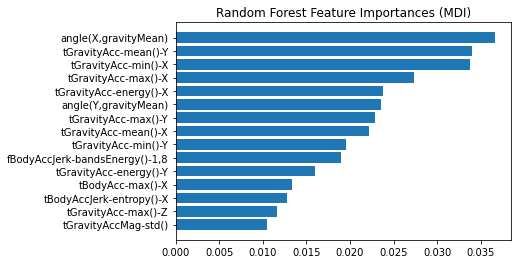 Random Forest Feature Importances (MDI)
angle(X,gravityMean)
tGravityAcc-mean()-Y
tGravityAcc-min()-X
tGravityAcc-max()-X
tGravityAcc-energy()-X
angle(Y,gravityMean)
tGravityAcc-max()-Y
tGravityAcc-mean()-X
tGravityAcc-min()-Y
fBodyAccJerk-bandsEnergy()-1,8
tGravityAcc-energy()-Y
tBodyAcc-max()-X
tBodyAccJerk-entropy()-X
tGravityAcc-max()-Z
tGravityAccMag-std()
0.000 0.005 0.010 0.015 0.020 0.025 0.030 0.035